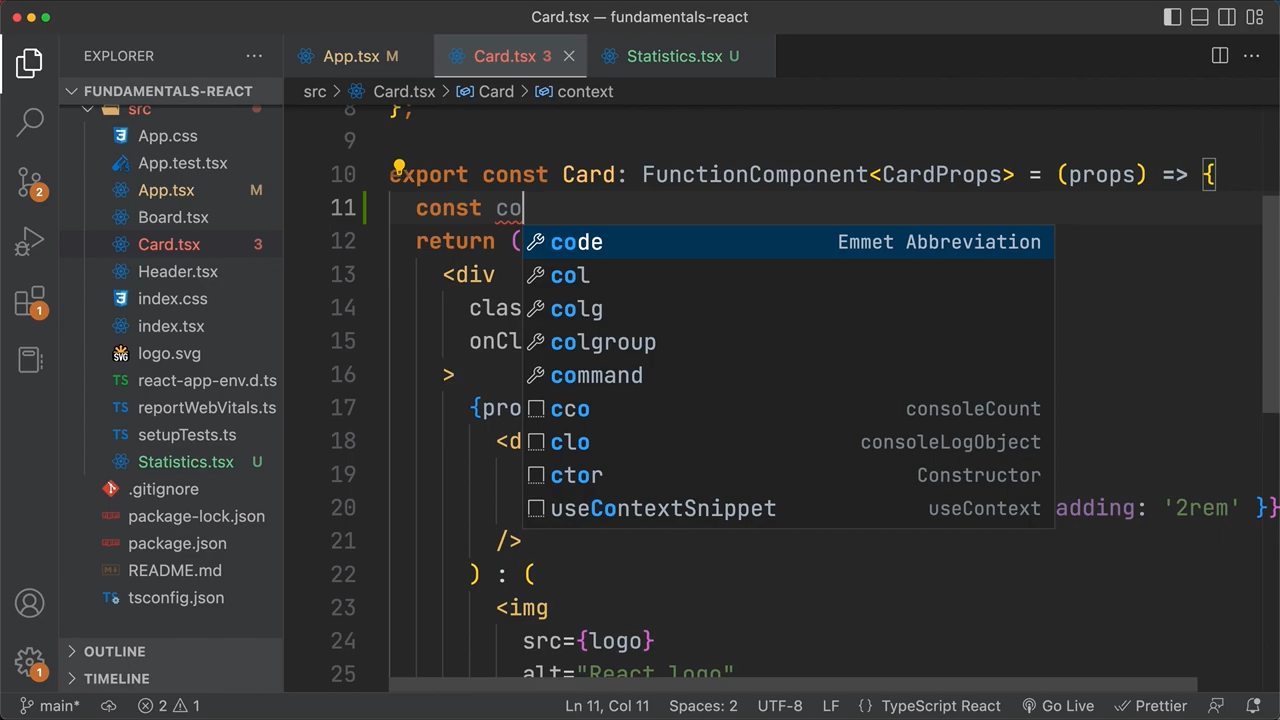 Card.tsx — fundamentals-react
EXPLORER
App.tsx M
Card.tsx 3
Statistics.tsx U
FUNDAMENTALS-REACT
src
App.css
App.test.tsx
App.tsx M
Board.tsx
Card.tsx 3
Header.tsx
index.css
index.tsx
logo.svg
TS react-app-env.d.ts
TS reportWebVitals.ts
TS setupTests.ts
Statistics.tsx U
.gitignore
package-lock.json
package.json
README.md
TS tsconfig.json
OUTLINE
TIMELINE
2
1
1
src > Card.tsx > Card > context
8 };
9
10 export const Card: FunctionComponent<CardProps> = (props) => {
11 const co
12 return (
13 <div
14 clas
15 onCl
16 >
17 {pro
18 <d
19
20 adding: '2rem' }}
21 />
22 ) : (
23 <img
24 src={logo}
25 alt="React logo"
code Emmet Abbreviation
col
colg
colgroup
command
cco consoleCount
clo consoleLogObject
ctor Constructor
useContextSnippet useContext
main* 2 1 Ln 11, Col 11 Spaces: 2 UTF-8 LF {} TypeScript React Go Live Prettier